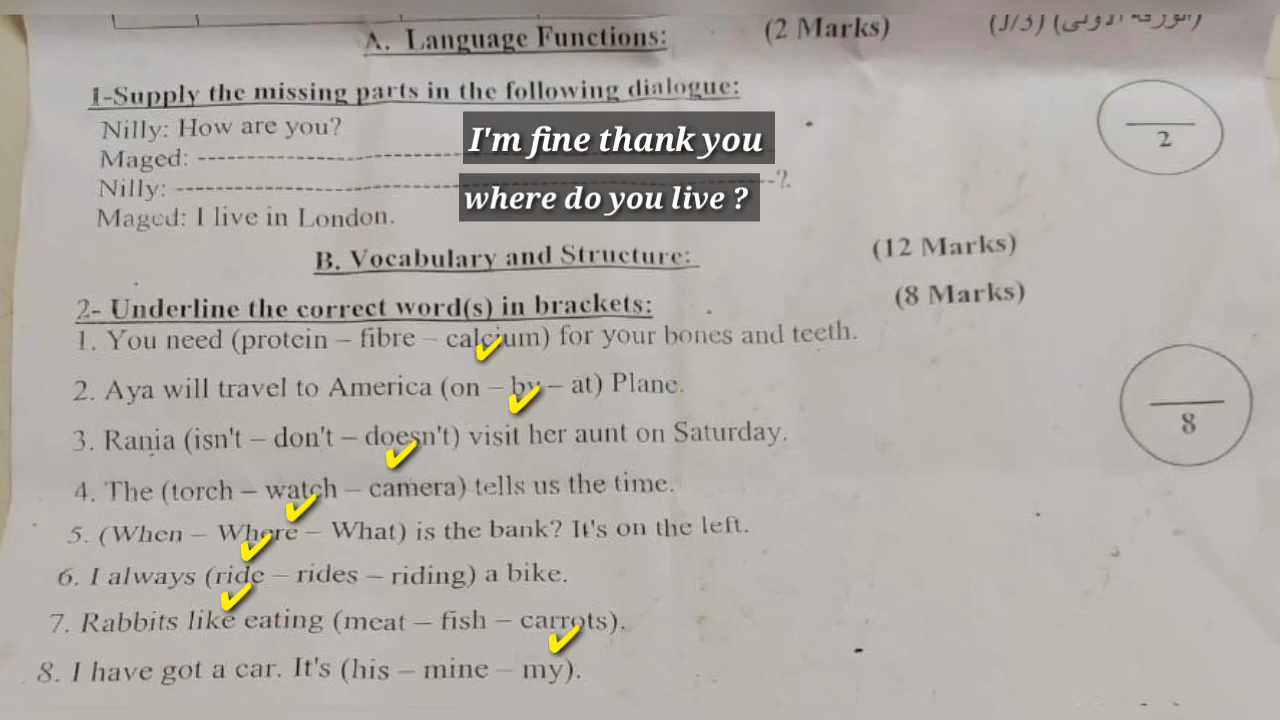 A. Language Functions: (2 Marks) (الورقة الأولى) (3/1)
1-Supply the missing parts in the following dialogue:
Nilly: How are you?
Maged: I'm fine thank you
Nilly: where do you live ? ?.
Maged: I live in London.
2
B. Vocabulary and Structure: (12 Marks)
2- Underline the correct word(s) in brackets: (8 Marks)
1. You need (protein – fibre – calcium) for your bones and teeth.
2. Aya will travel to America (on – by – at) Plane.
3. Rania (isn't – don't – doesn't) visit her aunt on Saturday.
8
4. The (torch – watch – camera) tells us the time.
5. (When – Where – What) is the bank? It's on the left.
6. I always (ride – rides – riding) a bike.
7. Rabbits like eating (meat – fish – carrots).
8. I have got a car. It's (his – mine – my).